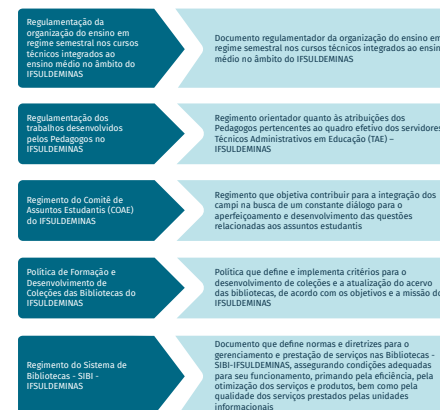 Regulamentação da
organização do ensino em
regime semestral nos cursos
técnicos integrados ao
ensino médio no âmbito do
IFSULDEMINAS
Documento regulamentador da organização do ensino em
regime semestral nos cursos técnicos integrados ao ensin
médio no âmbito do IFSULDEMINAS
Regulamentação dos
trabalhos desenvolvidos
pelos Pedagogos no
IFSULDEMINAS
Regimento orientador quanto às atribuições dos
Pedagogos pertencentes ao quadro efetivo dos servidores
Técnicos Administrativos em Educação (TAE) –
IFSULDEMINAS
Regimento do Comitê de
Assuntos Estudantis (COAE)
do IFSULDEMINAS
Regimento que objetiva contribuir para a integração dos
campi na busca de um constante diálogo para o
aperfeiçoamento e desenvolvimento das questões
relacionadas aos assuntos estudantis
Política de Formação e
Desenvolvimento de
Coleções das Bibliotecas do
IFSULDEMINAS
Política que define e implementa critérios para o
desenvolvimento de coleções e a atualização do acervo
das bibliotecas, de acordo com os objetivos e a missão do
IFSULDEMINAS
Regimento do Sistema de
Bibliotecas - SIBI -
IFSULDEMINAS
Documento que define normas e diretrizes para o
gerenciamento e prestação de serviços nas Bibliotecas -
SIBI-IFSULDEMINAS, assegurando condições adequadas
para seu funcionamento, primando pela eficiência, pela
otimização dos serviços e produtos, bem como pela
qualidade dos serviços prestados pelas unidades
informacionais